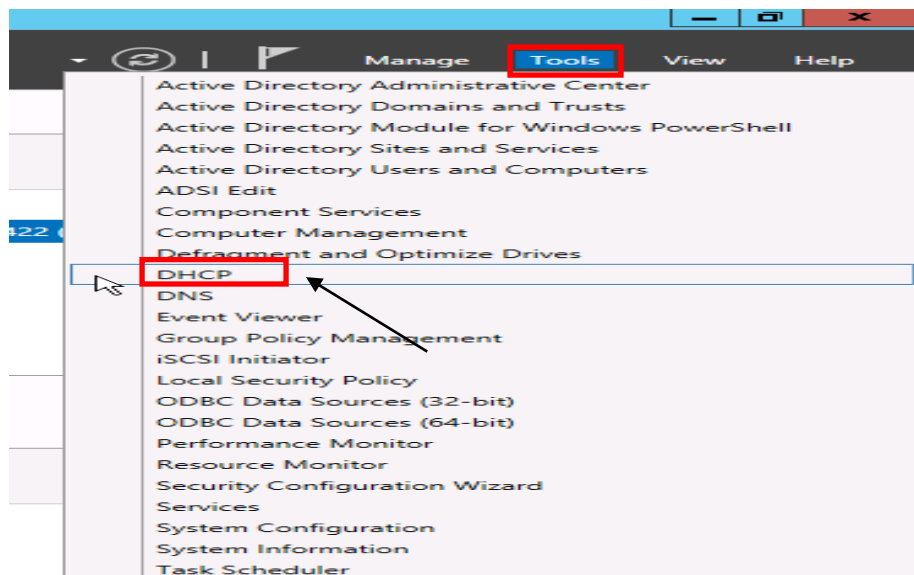 Manage Tools View Help
Active Directory Administrative Center
Active Directory Domains and Trusts
Active Directory Module for Windows PowerShell
Active Directory Sites and Services
Active Directory Users and Computers
ADSI Edit
Component Services
422 (
Computer Management
Defragment and Optimize Drives
DHCP
DNS
Event Viewer
Group Policy Management
iSCSI Initiator
Local Security Policy
ODBC Data Sources (32-bit)
ODBC Data Sources (64-bit)
Performance Monitor
Resource Monitor
Security Configuration Wizard
Services
System Configuration
System Information
Task Scheduler